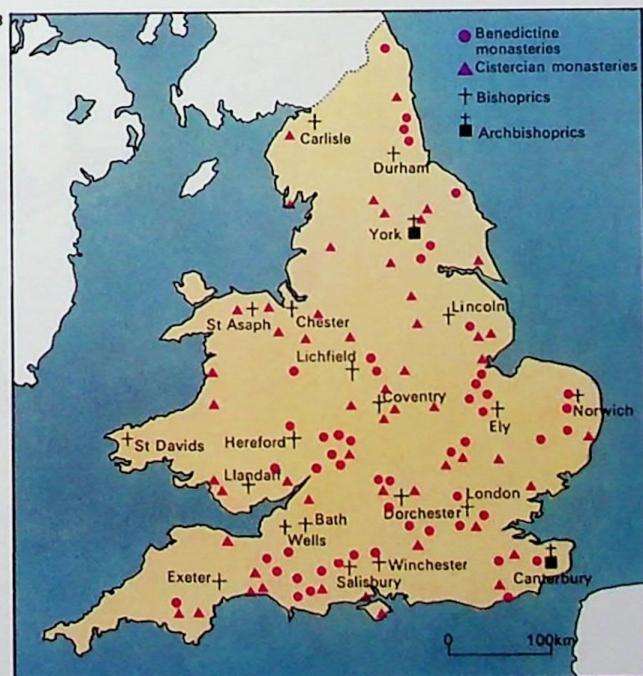 Benedictine
monasteries
Cistercian monasteries
Bishoprics
Archbishoprics
Carlisle
Durham
York
Lincoln
St Asaph
Chester
Lichfield
Coventry
Norwich
Ely
St Davids
Hereford
Llandaff
London
Dorchester
Bath
Wells
Winchester
Exeter
Salisbury
Canterbury
0
100km